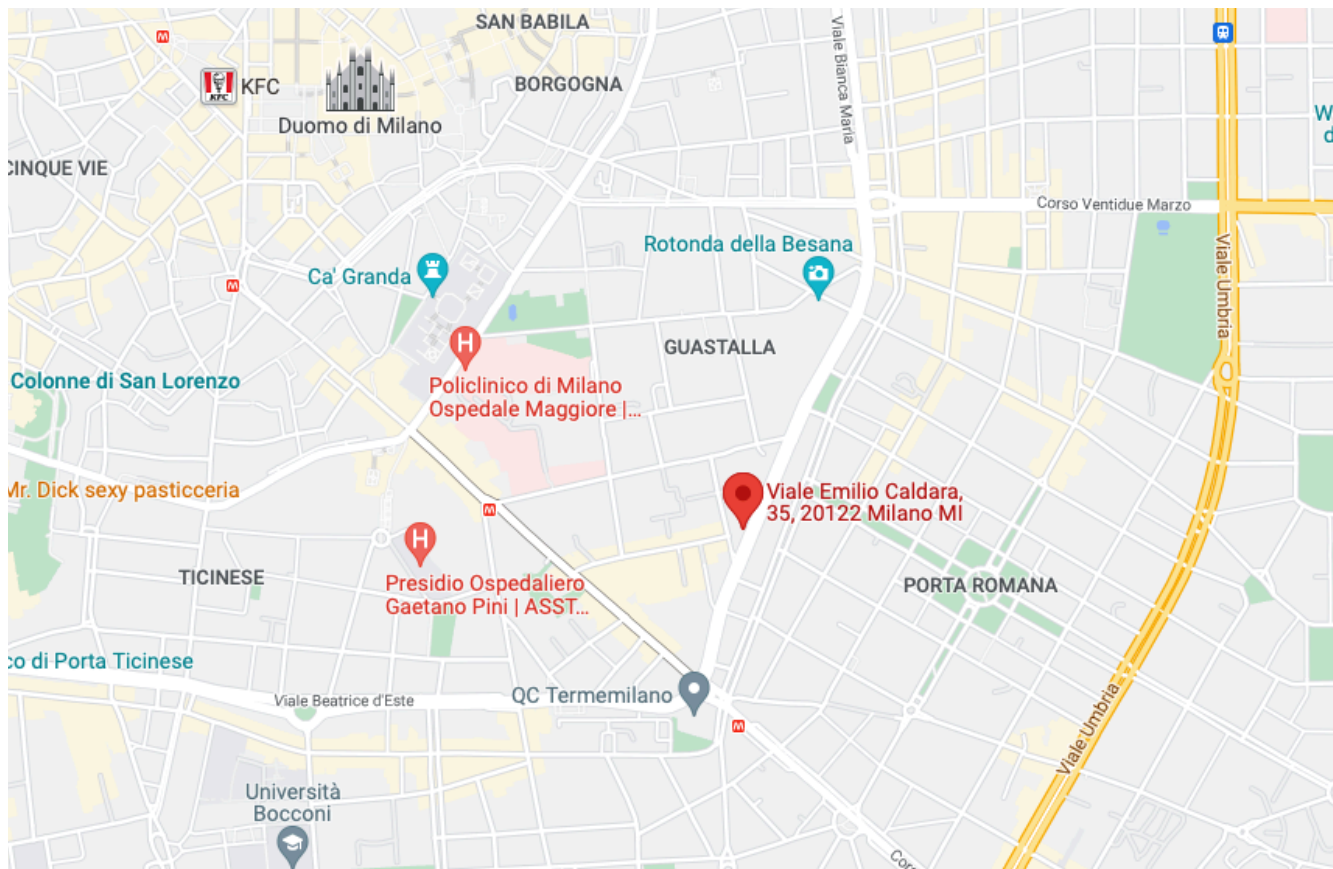 SAN BABILA
Viale Bianca Maria
M
KFC
KFC
BORGOGNA
Duomo di Milano
W
d
CINQUE VIE
Corso Ventidue Marzo
Rotonda della Besana
Ca' Granda
Viale Umbria
M
GUASTALLA
H
Colonne di San Lorenzo
Policlinico di Milano
Ospedale Maggiore |...
Mr. Dick sexy pasticceria
Viale Emilio Caldara,
35, 20122 Milano MI
M
H
TICINESE
Presidio Ospedaliero
Gaetano Pini | ASST...
PORTA ROMANA
co di Porta Ticinese
Viale Beatrice d'Este
QC Termemilano
M
Viale Umbria
Università
Bocconi
Cors